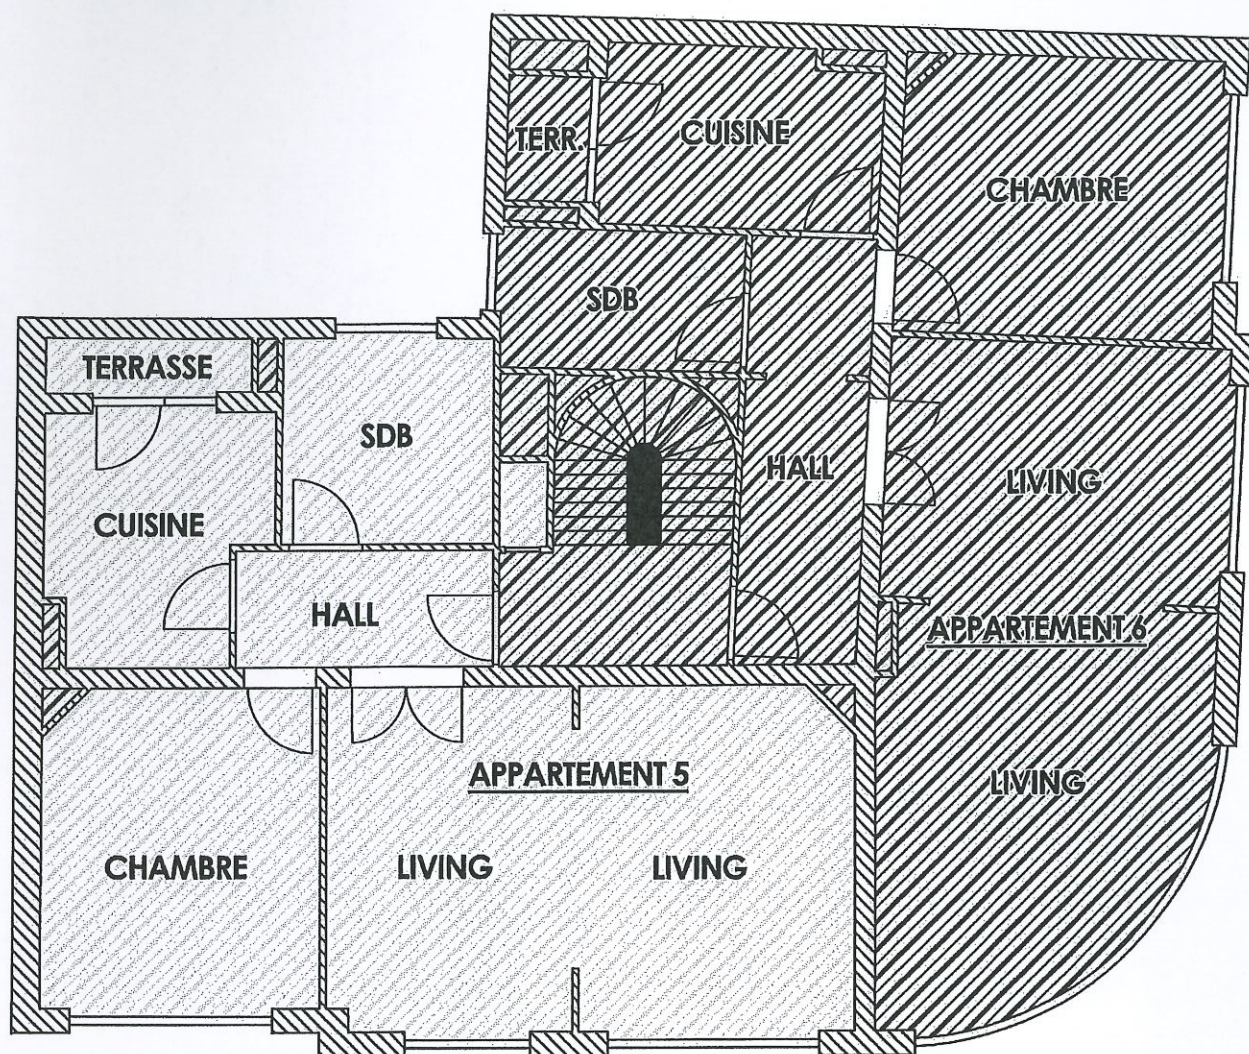 TERR.
CUISINE
CHAMBRE
SDB
TERRASSE
SDB
HALL
LIVING
CUISINE
HALL
APPARTEMENT 6
APPARTEMENT 5
LIVING
CHAMBRE
LIVING
LIVING